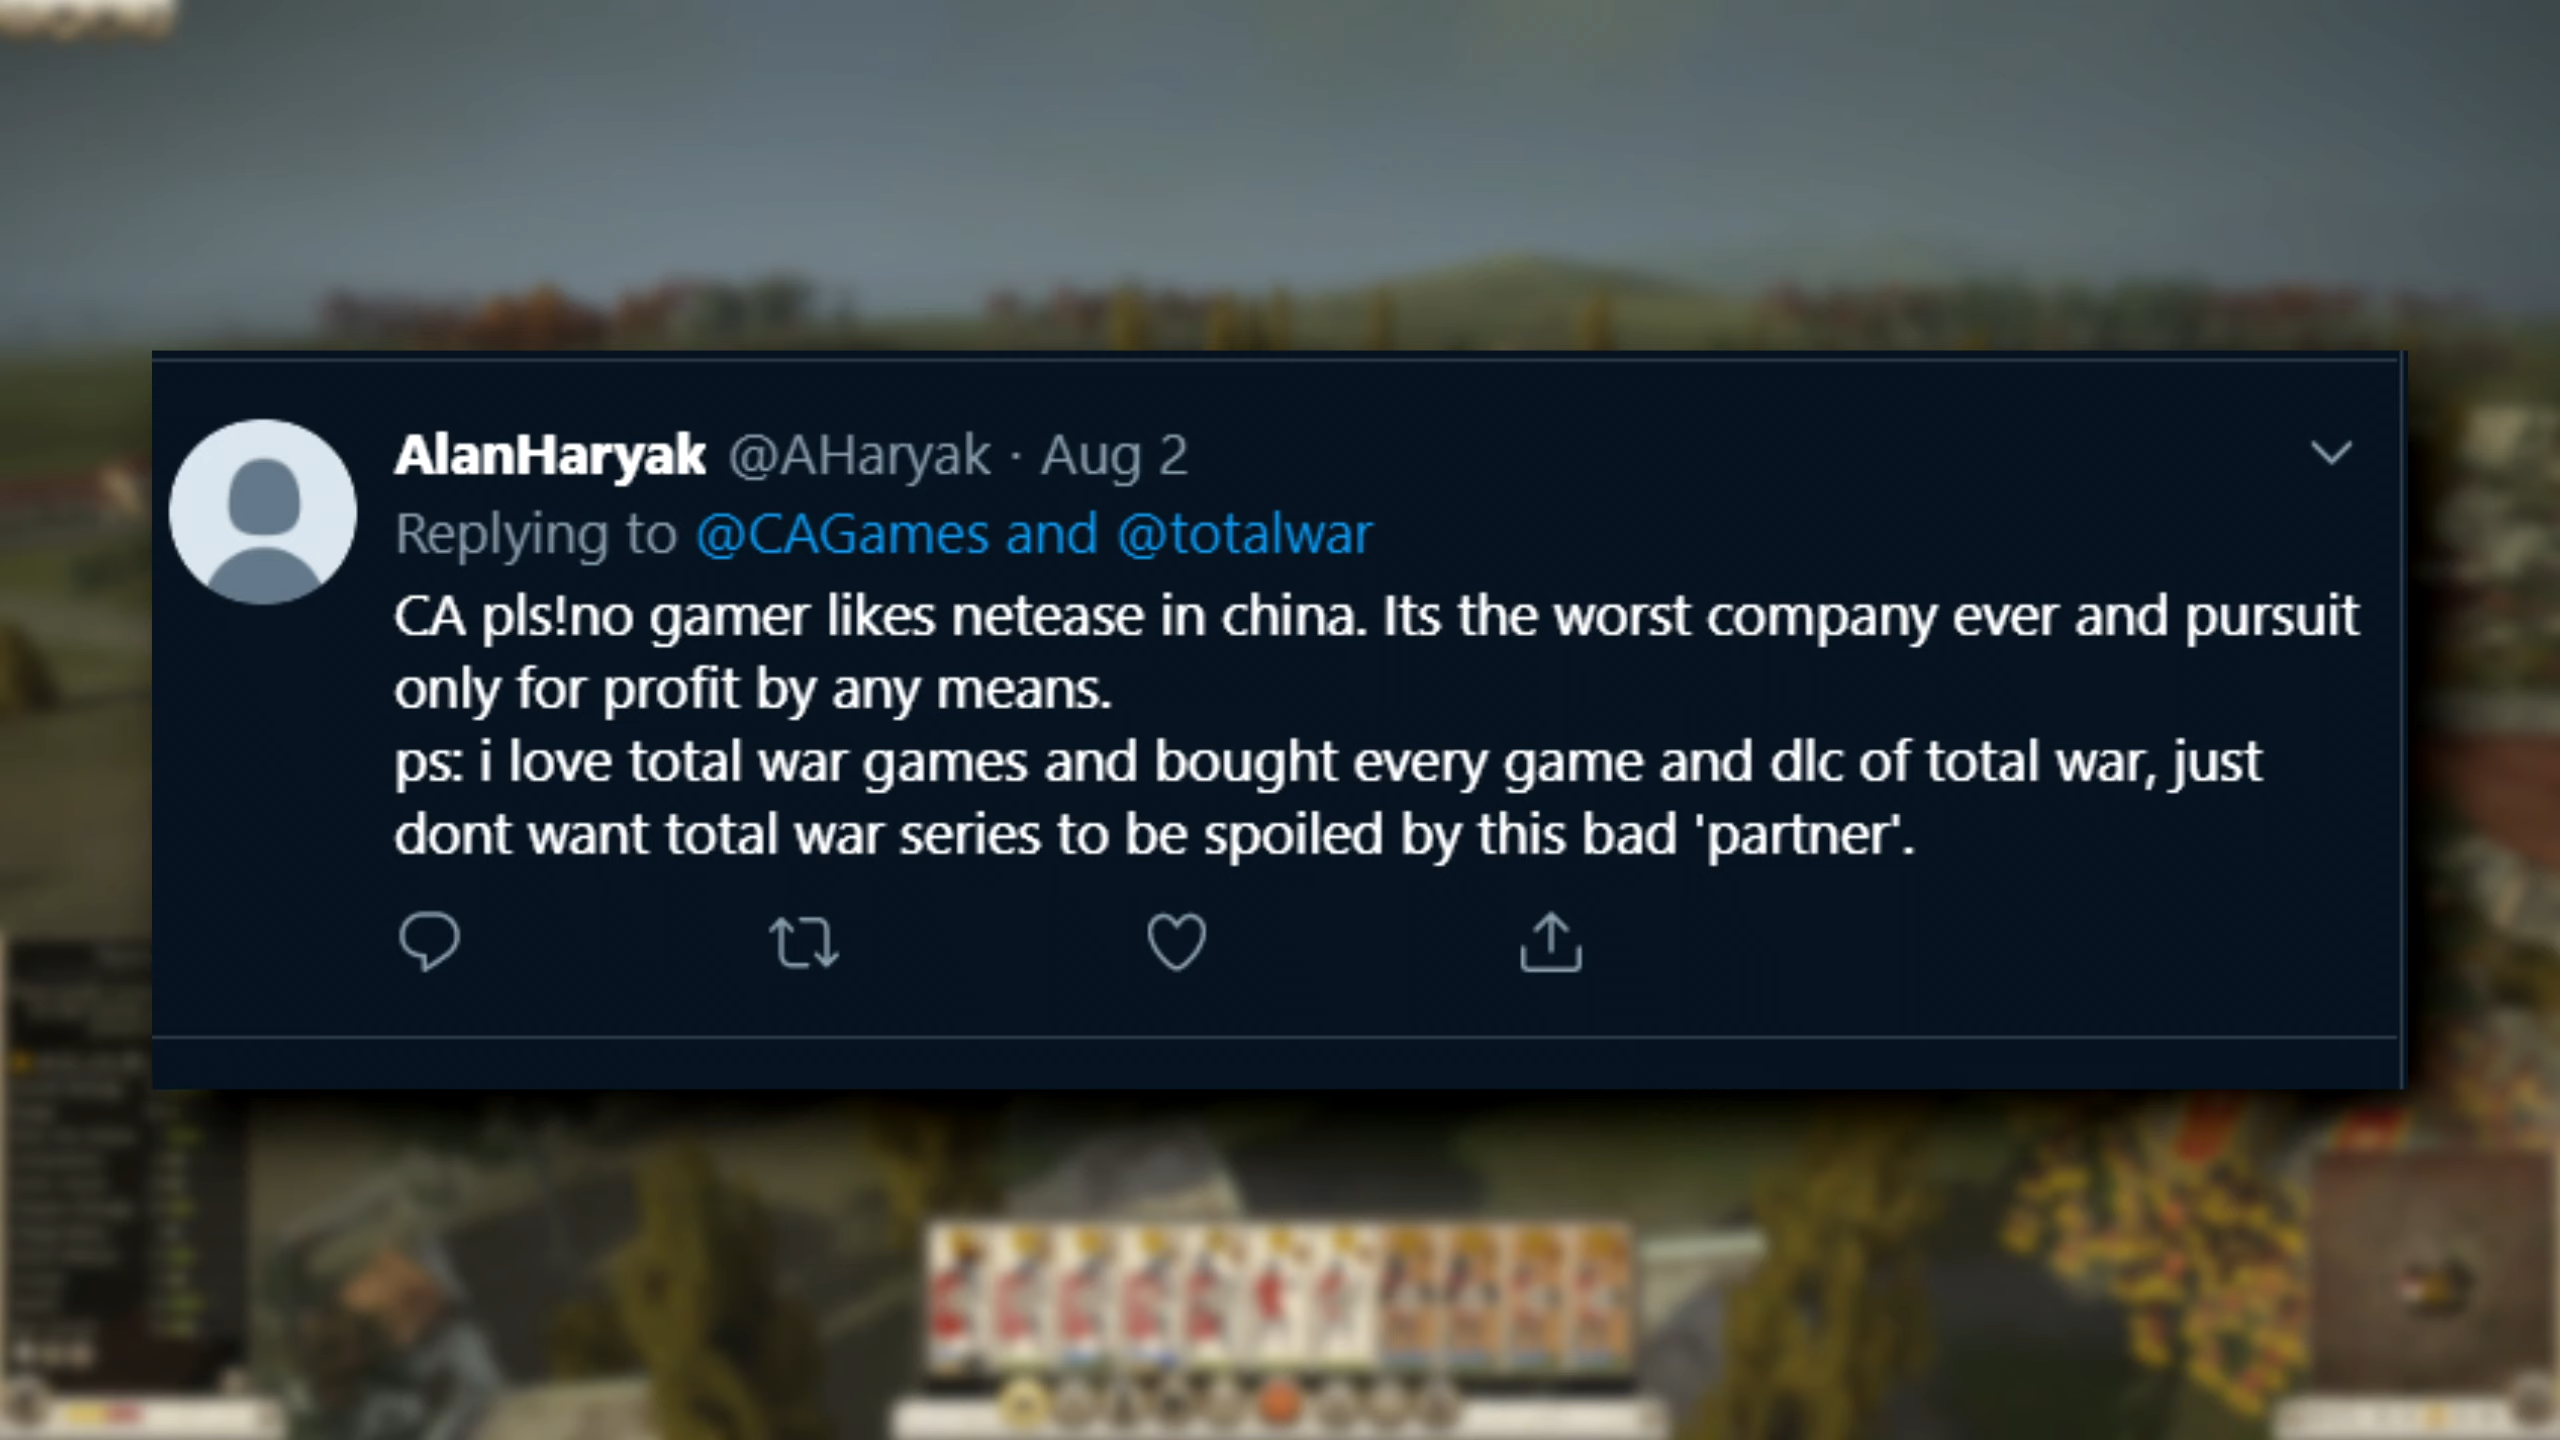 AlanHaryak @AHaryak · Aug 2
Replying to @CAGames and @totalwar
CA pls!no gamer likes netease in china. Its the worst company ever and pursuit
only for profit by any means.
ps: i love total war games and bought every game and dlc of total war, just
dont want total war series to be spoiled by this bad 'partner'.